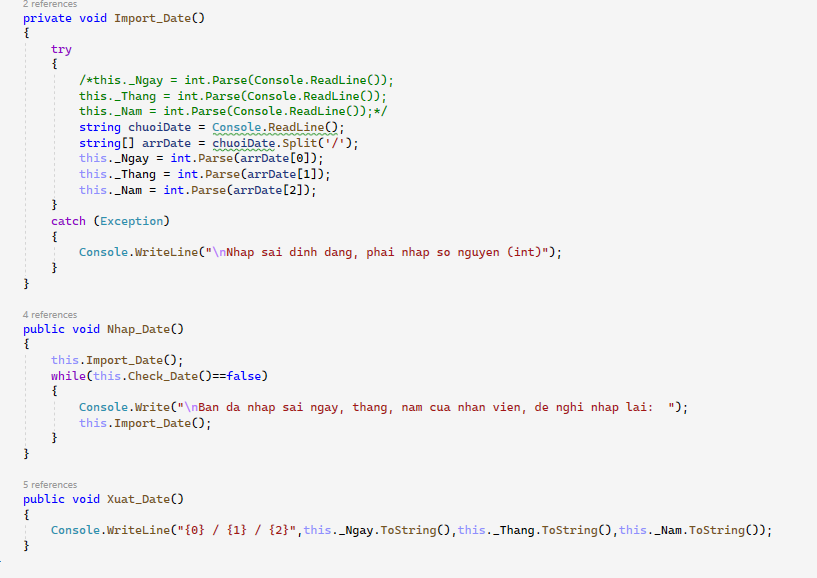 2 references
private void Import_Date()
{
try
{
/*this._Ngay = int.Parse(Console.ReadLine());
this._Thang = int.Parse(Console.ReadLine());
this._Nam = int.Parse(Console.ReadLine());*/
string chuoiDate = Console.ReadLine();
string[] arrDate = chuoiDate.Split('/');
this._Ngay = int.Parse(arrDate[0]);
this._Thang = int.Parse(arrDate[1]);
this._Nam = int.Parse(arrDate[2]);
}
catch (Exception)
{
Console.WriteLine("\nNhap sai dinh dang, phai nhap so nguyen (int)");
}
}
4 references
public void Nhap_Date()
{
this.Import_Date();
while(this.Check_Date()==false)
{
Console.Write("\nBan da nhap sai ngay, thang, nam cua nhan vien, de nghi nhap lai:  ");
this.Import_Date();
}
}
5 references
public void Xuat_Date()
{
Console.WriteLine("{0} / {1} / {2}",this._Ngay.ToString(),this._Thang.ToString(),this._Nam.ToString());
}